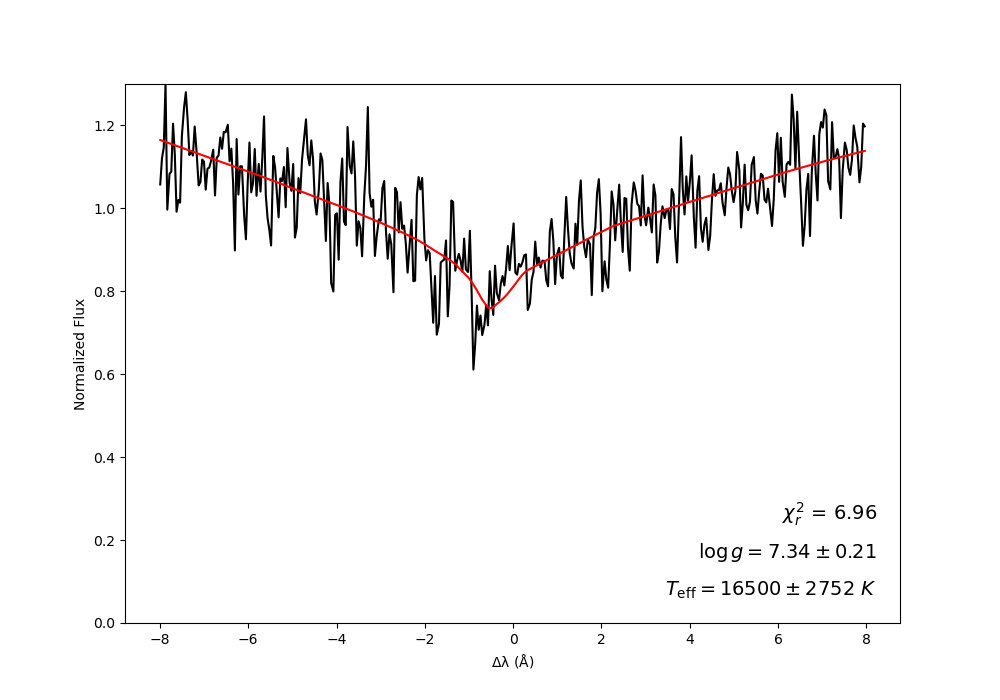 1.2
1.0
0.8
0.6
0.4
0.2
0.0
Normalized Flux
χ²ᵣ = 6.96
log g = 7.34 ± 0.21
T_eff = 16500 ± 2752 K
−8 −6 −4 −2 0 2 4 6 8
Δλ (Å)